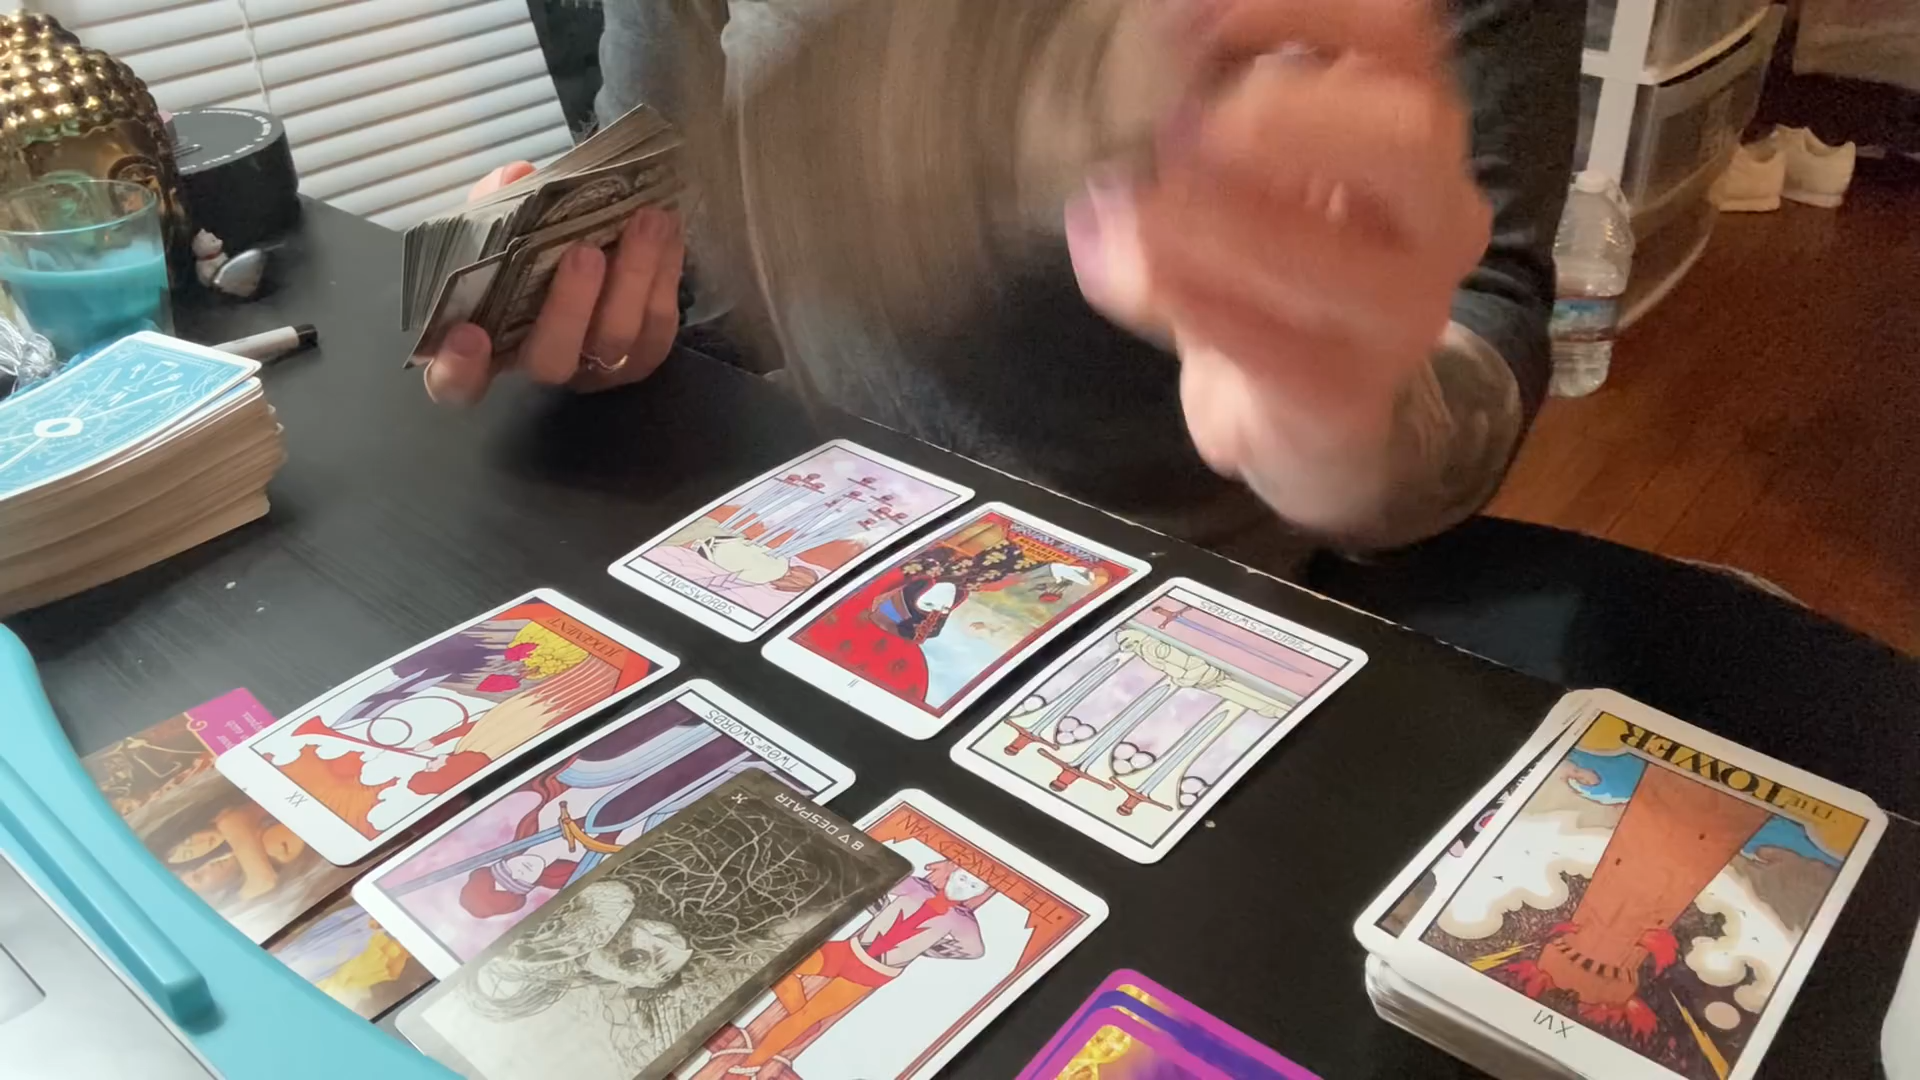 TEN OF SWORDS
II
FOUR OF SWORDS
JUDGEMENT
XX
TWO OF SWORDS
8 ▽ DESPAIR
THE HANGED MAN
THE TOWER
XVI